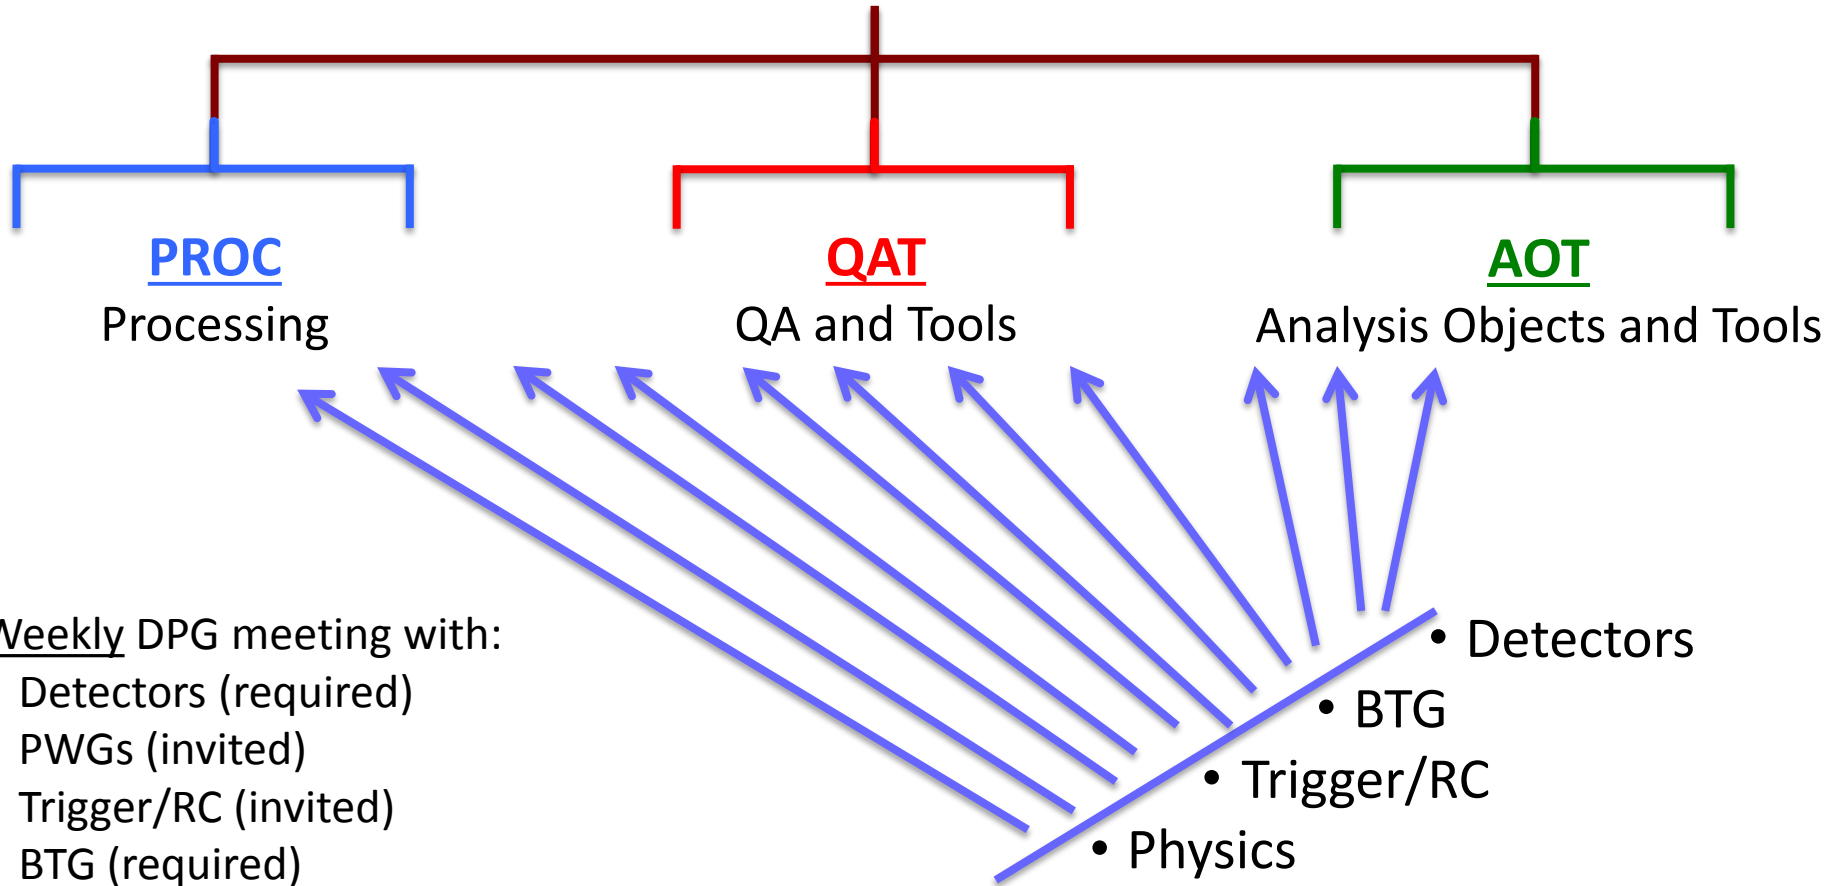 PROC
QAT
AOT
Processing
QA and Tools
Analysis Objects and Tools
Weekly DPG meeting with:
Detectors (required)
PWGs (invited)
Trigger/RC (invited)
BTG (required)
• Detectors
• BTG
• Trigger/RC
• Physics